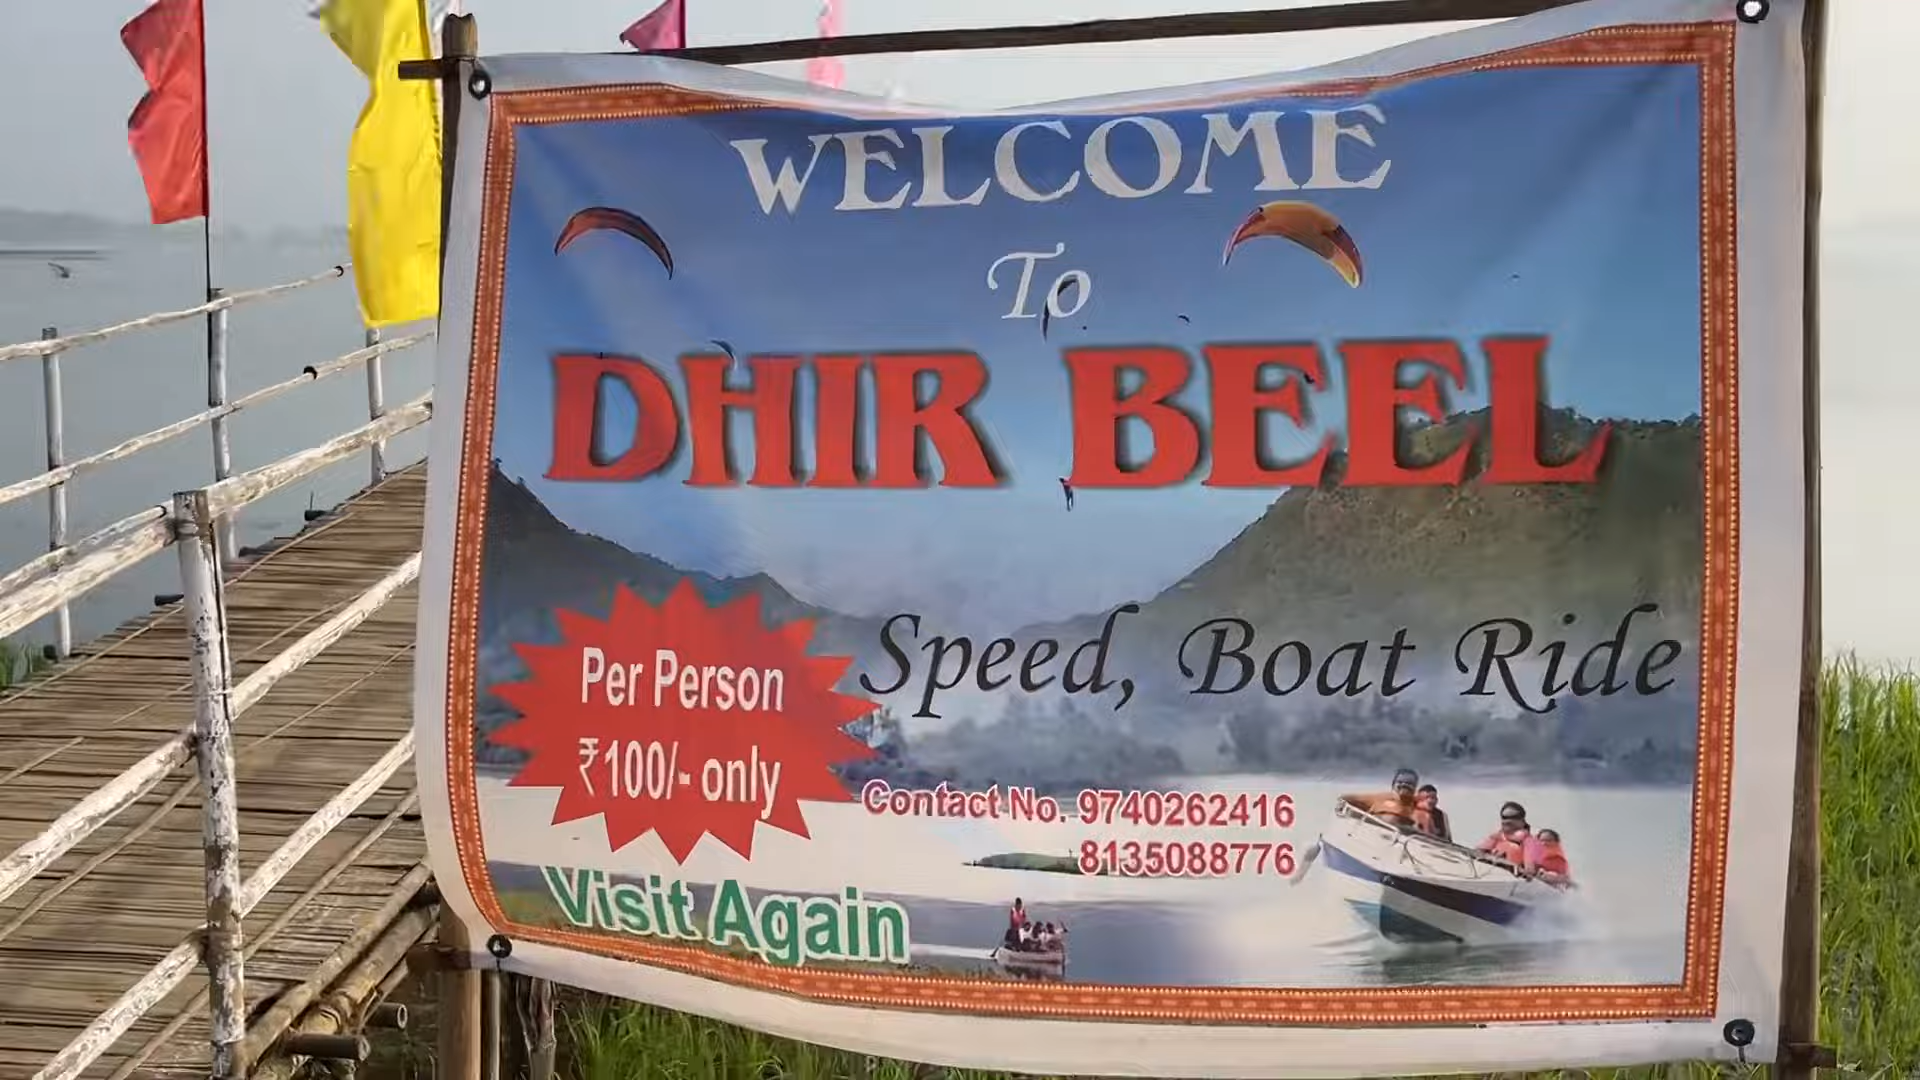 WELCOME
To
DHIR BEEL
Speed, Boat Ride
Per Person
₹100/- only
Contact No. 9740262416
8135088776
Visit Again